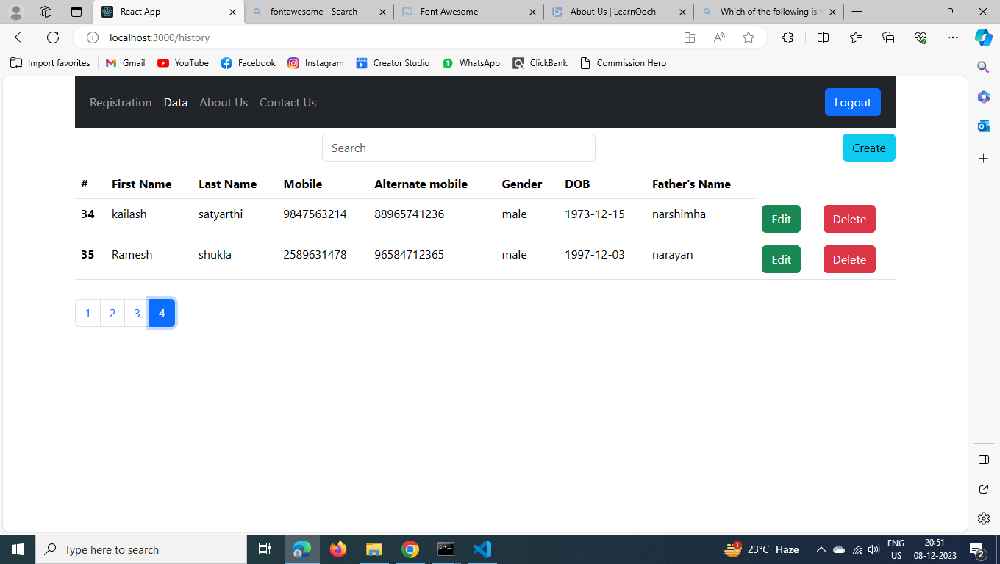 React App
fontawesome - Search
Font Awesome
About Us | LearnQoch
Which of the following is
localhost:3000/history
Import favorites
Gmail
YouTube
Facebook
Instagram
Creator Studio
WhatsApp
ClickBank
Commission Hero
Registration Data About Us Contact Us Logout
Search Create
# First Name Last Name Mobile Alternate mobile Gender DOB Father's Name
34 kailash satyarthi 9847563214 88965741236 male 1973-12-15 narshimha Edit Delete
35 Ramesh shukla 2589631478 96584712365 male 1997-12-03 narayan Edit Delete
1 2 3 4
Type here to search
1
23°C Haze
ENG
US
20:51
08-12-2023
2